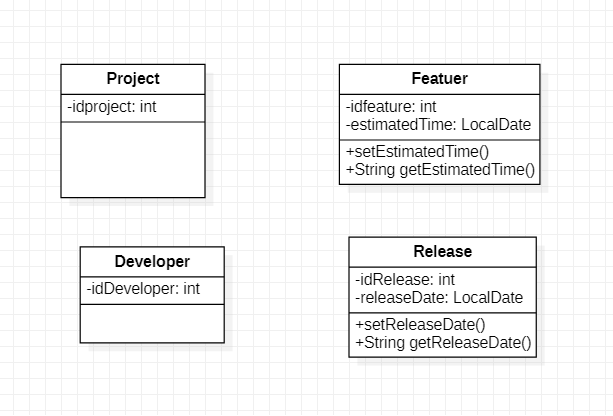 Project
-idproject: int
Featuer
-idfeature: int
-estimatedTime: LocalDate
+setEstimatedTime()
+String getEstimatedTime()
Developer
-idDeveloper: int
Release
-idRelease: int
-releaseDate: LocalDate
+setReleaseDate()
+String getReleaseDate()